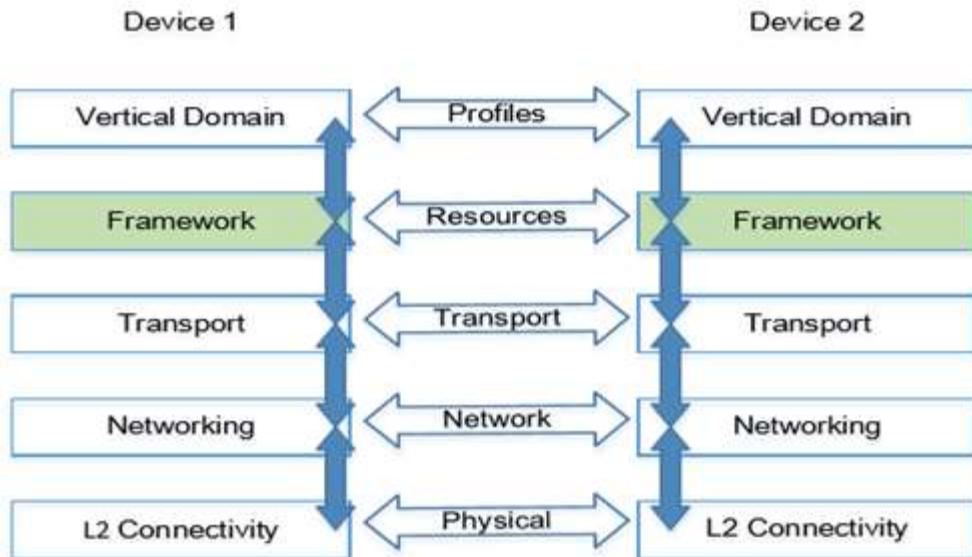 Device 1
Device 2
Vertical Domain
Profiles
Vertical Domain
Framework
Resources
Framework
Transport
Transport
Transport
Networking
Network
Networking
L2 Connectivity
Physical
L2 Connectivity